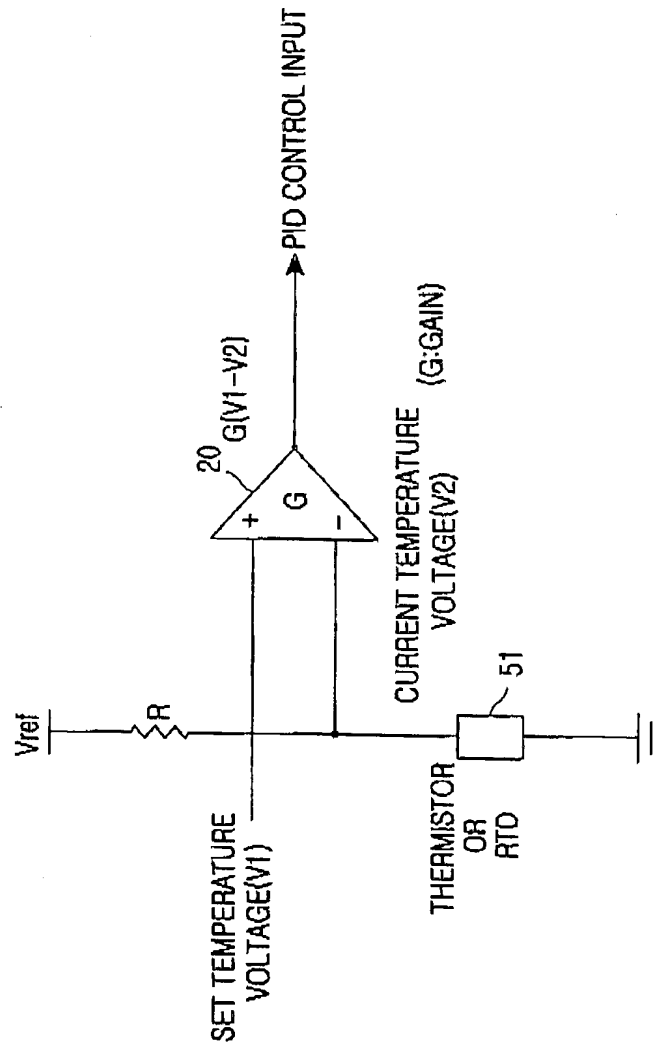 Vref
R
SET TEMPERATURE
VOLTAGE(V1)
20
G(V1-V2)
+
G
-
PID CONTROL INPUT
CURRENT TEMPERATURE
VOLTAGE(V2)
(G:GAIN)
THERMISTOR
OR
RTD
51